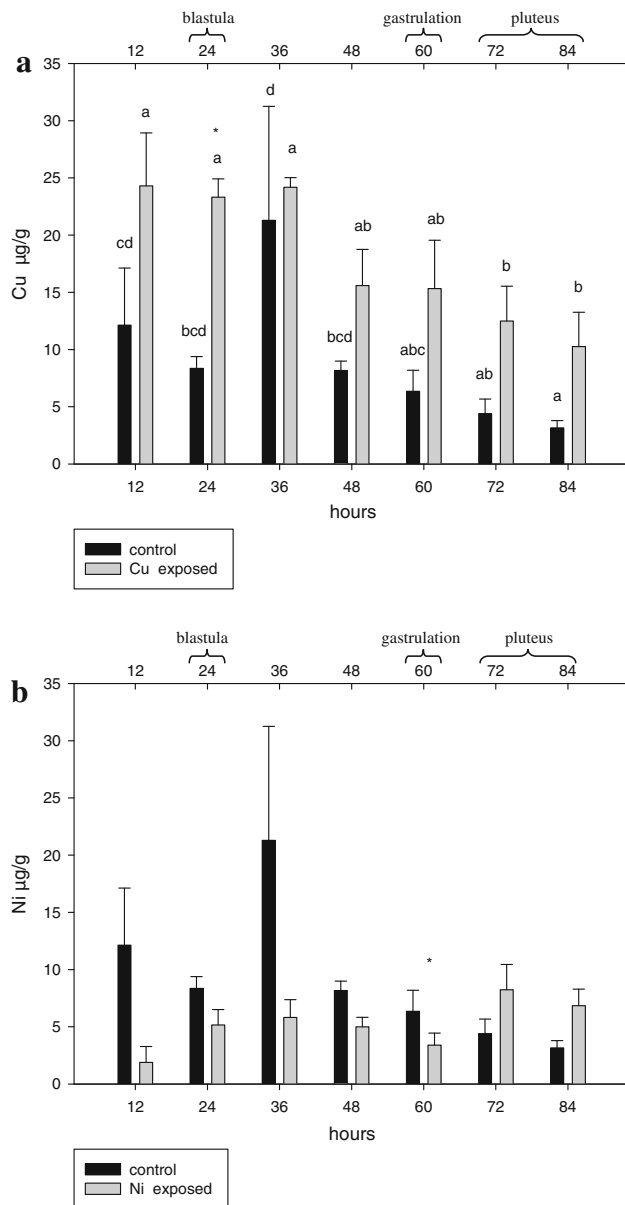 blastula gastrulation pluteus
a
12 24 36 48 60 72 84
35
30
25
20
15
10
5
0
Cu µg/g
cd a bcd * a d a bcd ab abc ab ab b a b
12 24 36 48 60 72 84
hours
control
Cu exposed
blastula gastrulation pluteus
b
12 24 36 48 60 72 84
35
30
25
20
15
10
5
0
Ni µg/g
*
12 24 36 48 60 72 84
hours
control
Ni exposed